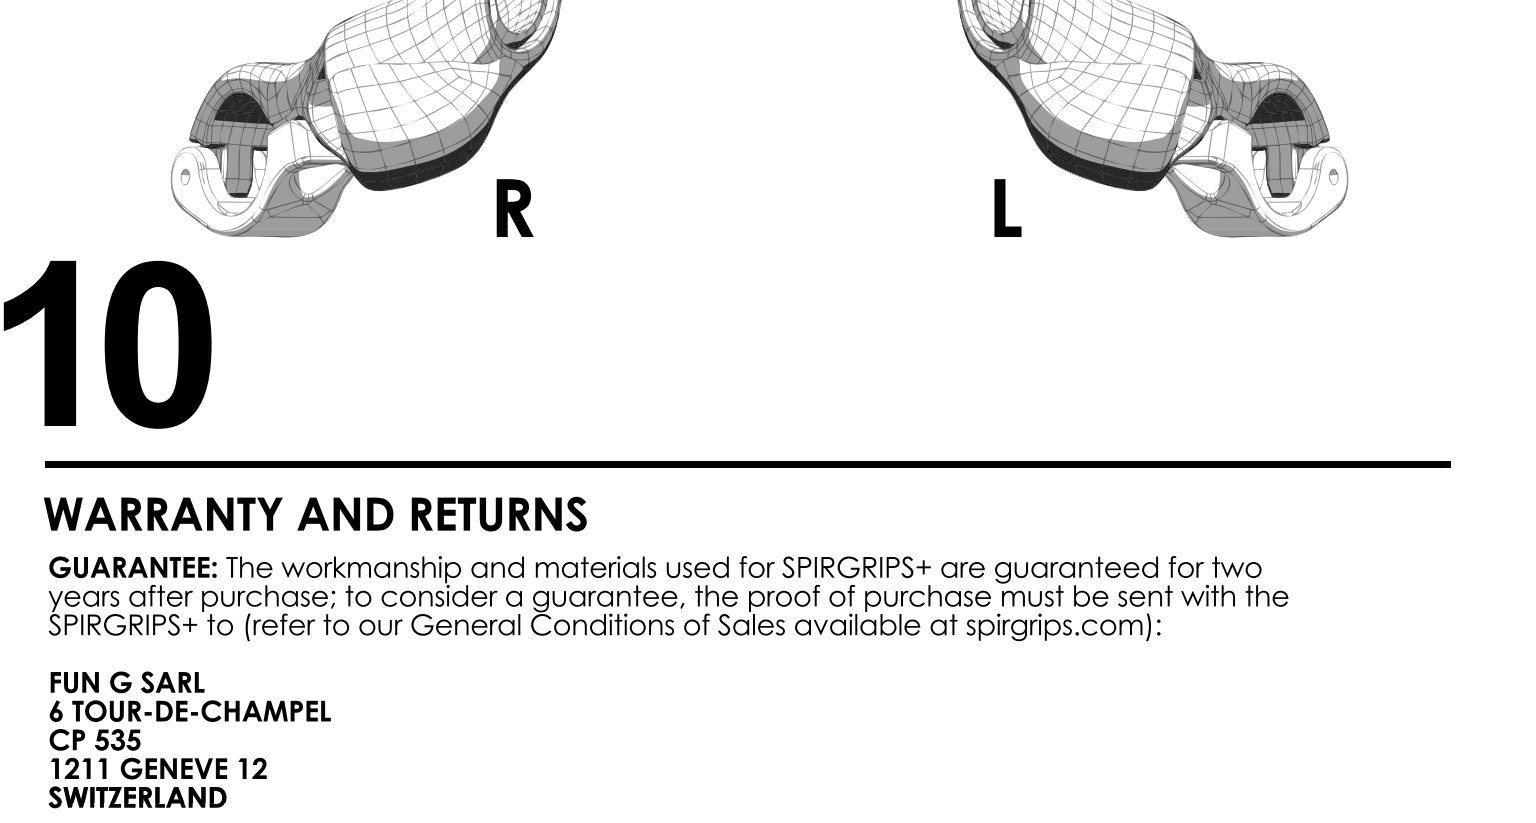 R L
10
WARRANTY AND RETURNS
GUARANTEE: The workmanship and materials used for SPIRGRIPS+ are guaranteed for two
years after purchase; to consider a guarantee, the proof of purchase must be sent with the
SPIRGRIPS+ to (refer to our General Conditions of Sales available at spirgrips.com):
FUN G SARL
6 TOUR-DE-CHAMPEL
CP 535
1211 GENEVE 12
SWITZERLAND